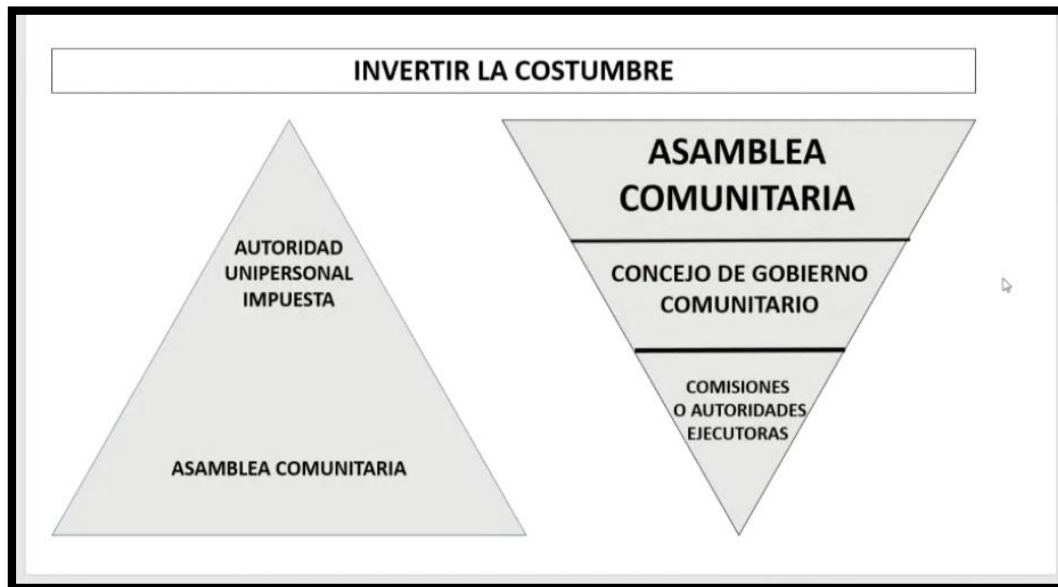 INVERTIR LA COSTUMBRE
AUTORIDAD
UNIPERSONAL
IMPUESTA
ASAMBLEA COMUNITARIA
ASAMBLEA
COMUNITARIA
CONCEJO DE GOBIERNO
COMUNITARIO
COMISIONES
O AUTORIDADES
EJECUTORAS